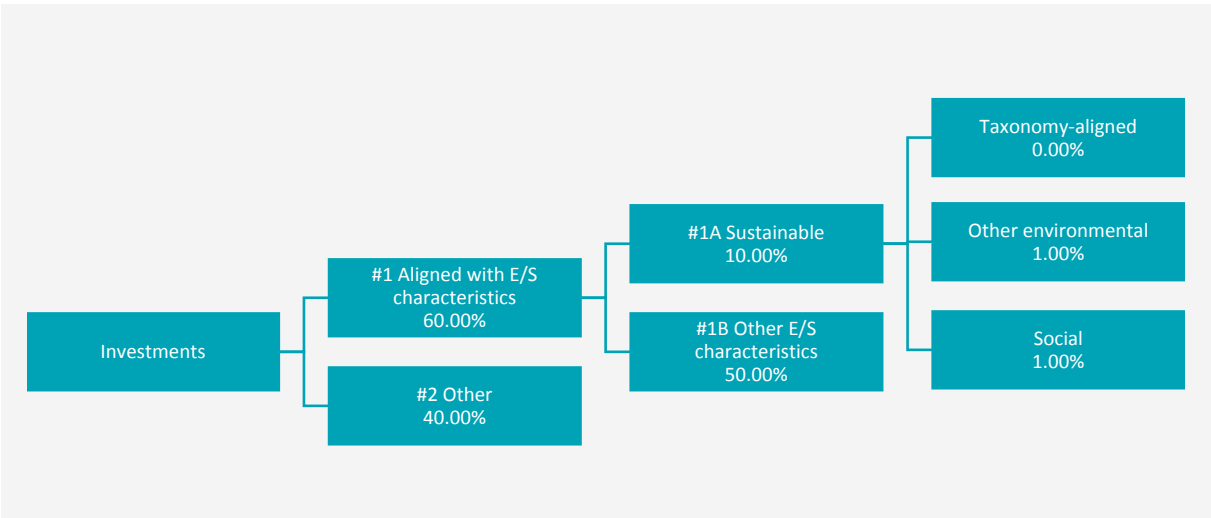 Investments
#1 Aligned with E/S
characteristics
60.00%
#2 Other
40.00%
#1A Sustainable
10.00%
#1B Other E/S
characteristics
50.00%
Taxonomy-aligned
0.00%
Other environmental
1.00%
Social
1.00%